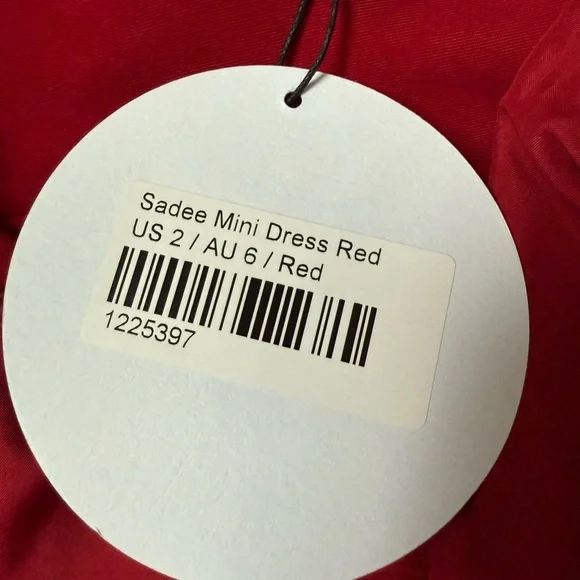 Sadee Mini Dress Red
US 2 / AU 6 / Red
1225397